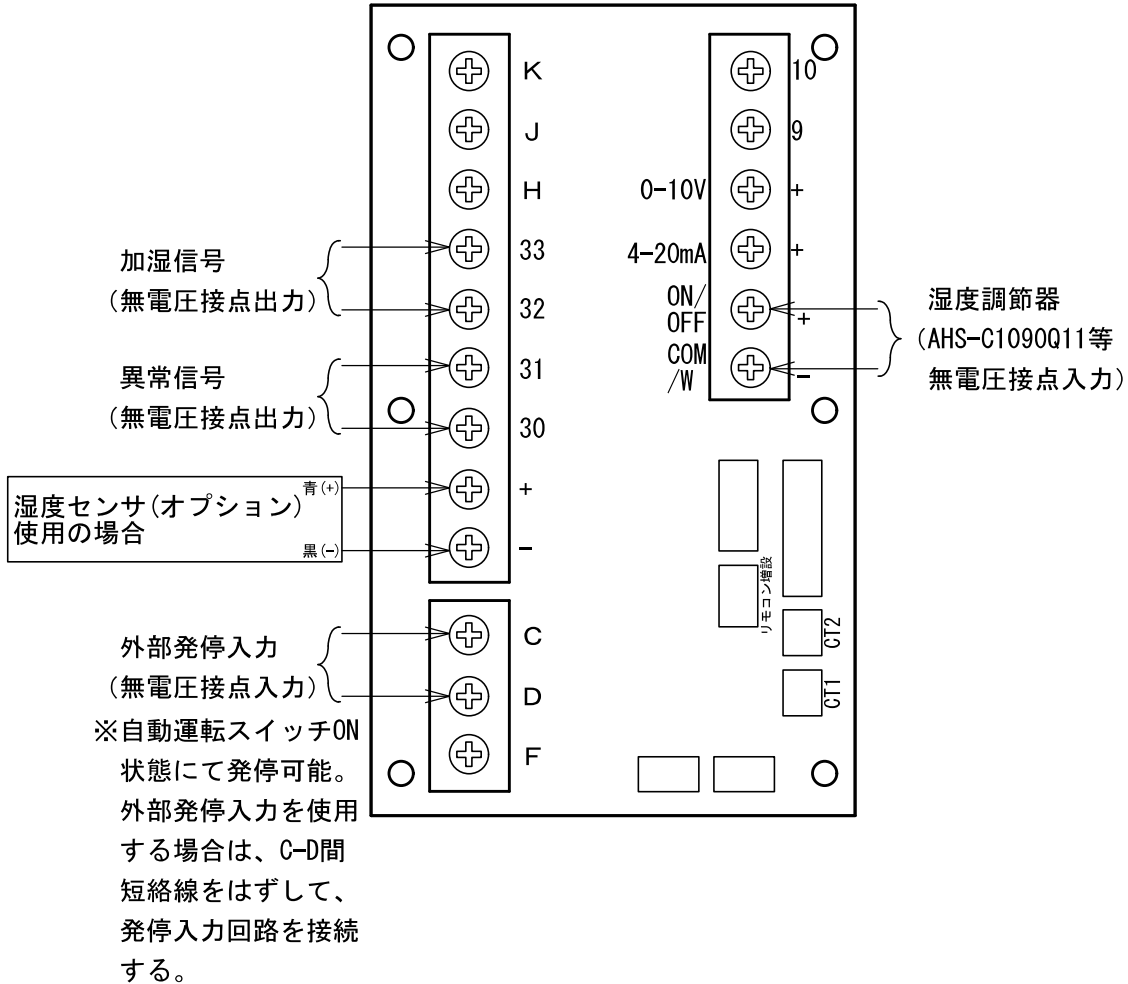 K
J
H
33
32
31
30
+
-
C
D
F
10
9
0-10V +
4-20mA +
ON/
OFF +
COM
/W -
加湿信号
(無電圧接点出力)
異常信号
(無電圧接点出力)
湿度センサ(オプション)
使用の場合
青(+)
黒(-)
外部発停入力
(無電圧接点入力)
※自動運転スイッチON
状態にて発停可能。
外部発停入力を使用
する場合は、C-D間
短絡線をはずして、
発停入力回路を接続
する。
湿度調節器
(AHS-C1090Q11等
無電圧接点入力)
リモコン増設
CT2
CT1